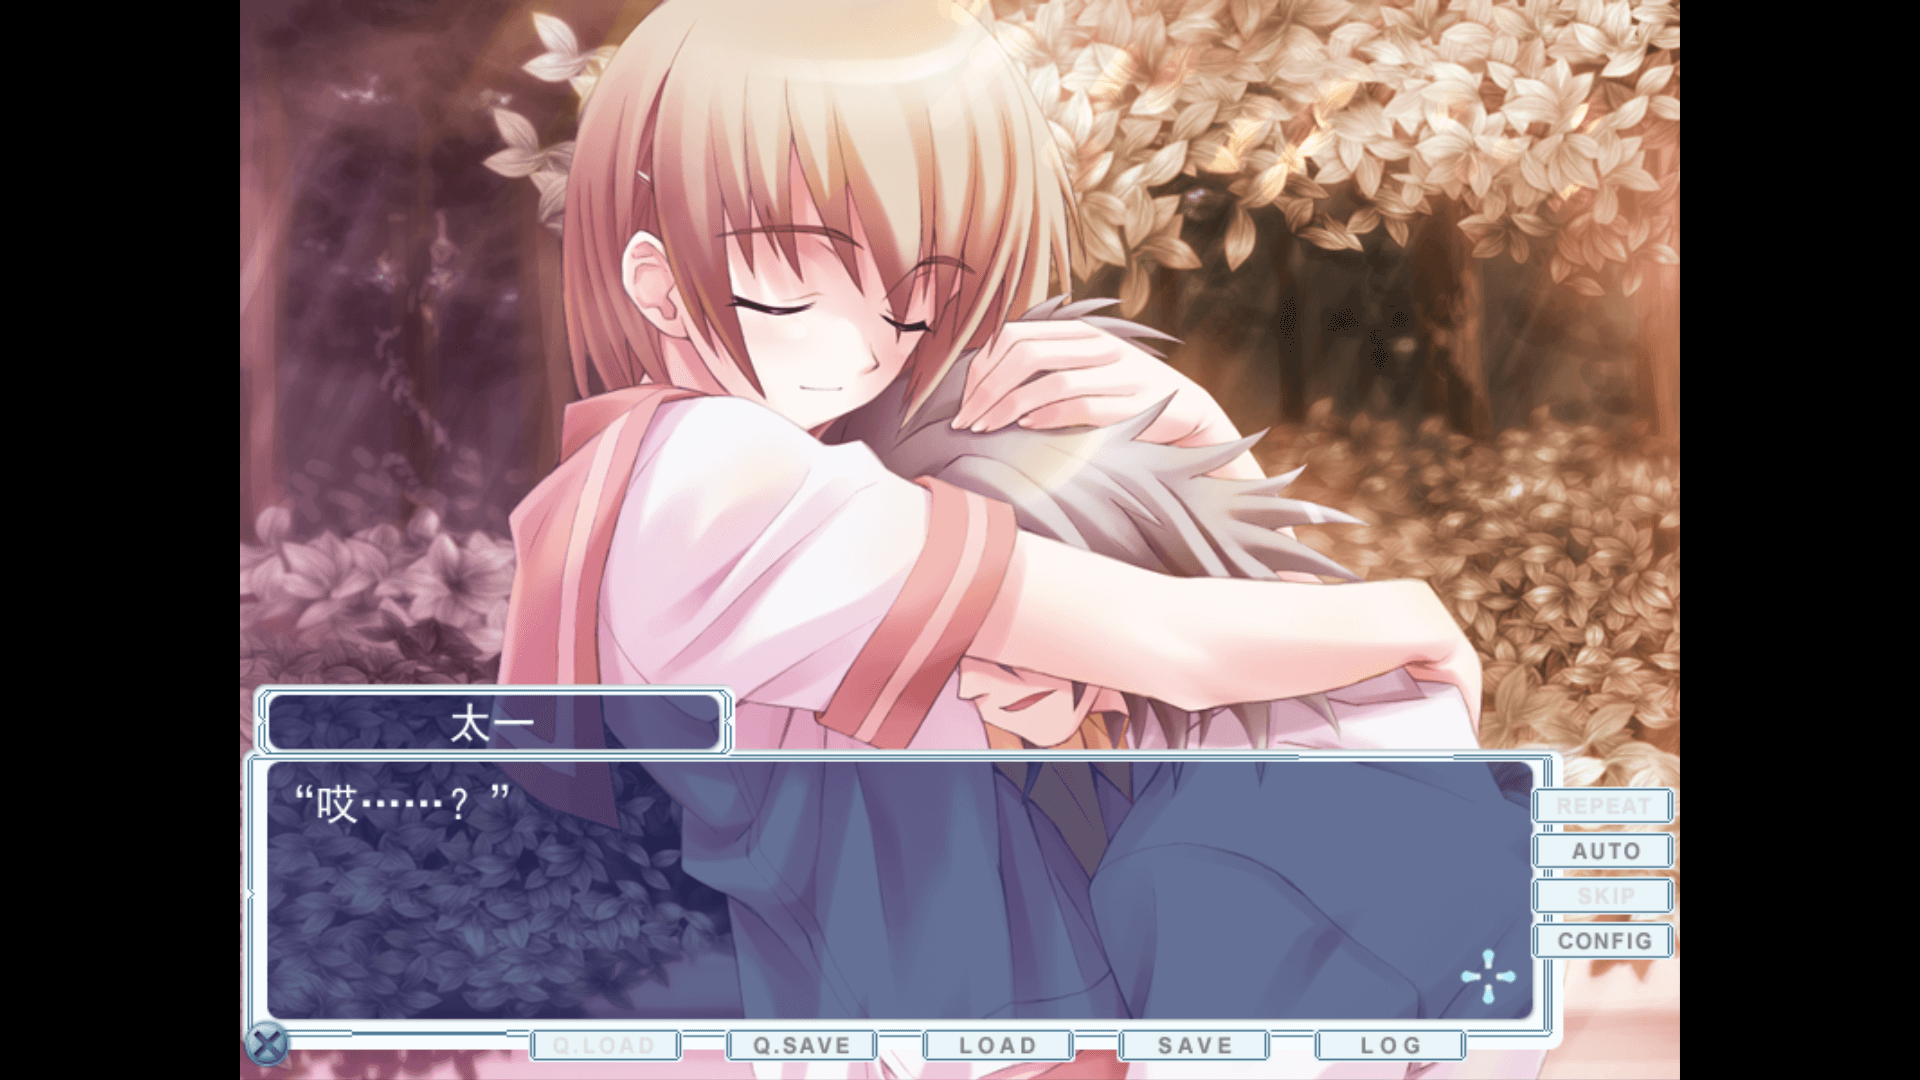 太一
“哎……？”
REPEAT
AUTO
SKIP
CONFIG
Q.LOAD
Q.SAVE
LOAD
SAVE
LOG